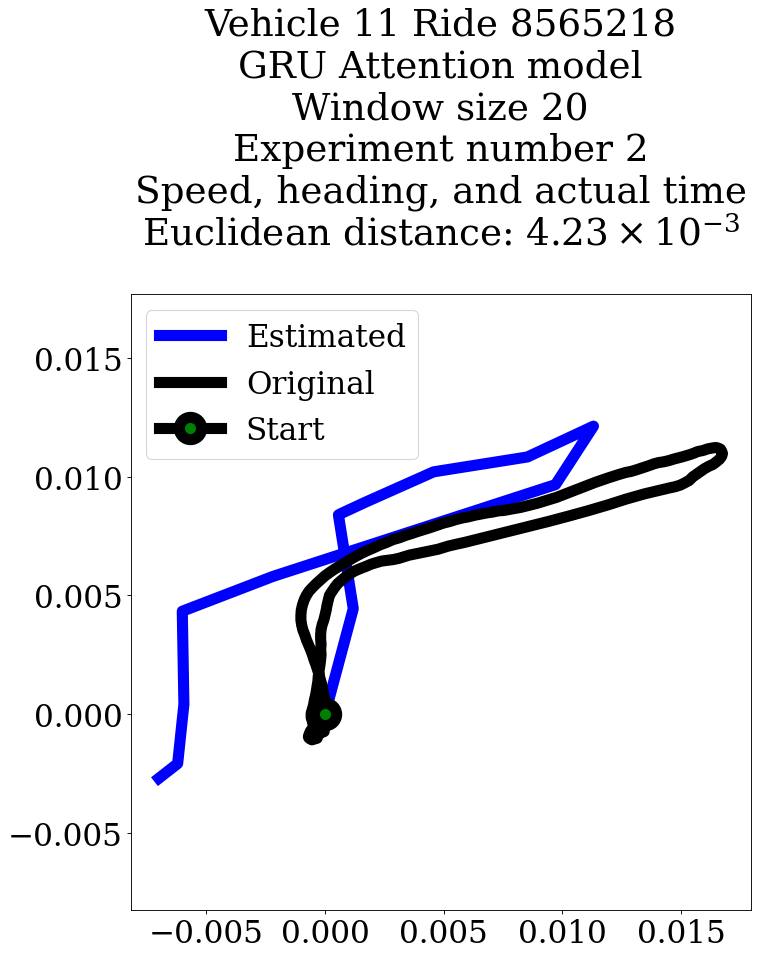 Vehicle 11 Ride 8565218
GRU Attention model
Window size 20
Experiment number 2
Speed, heading, and actual time
Euclidean distance: 4.23 × 10⁻³
Estimated
Original
Start
0.015
0.010
0.005
0.000
−0.005
−0.005 0.000 0.005 0.010 0.015